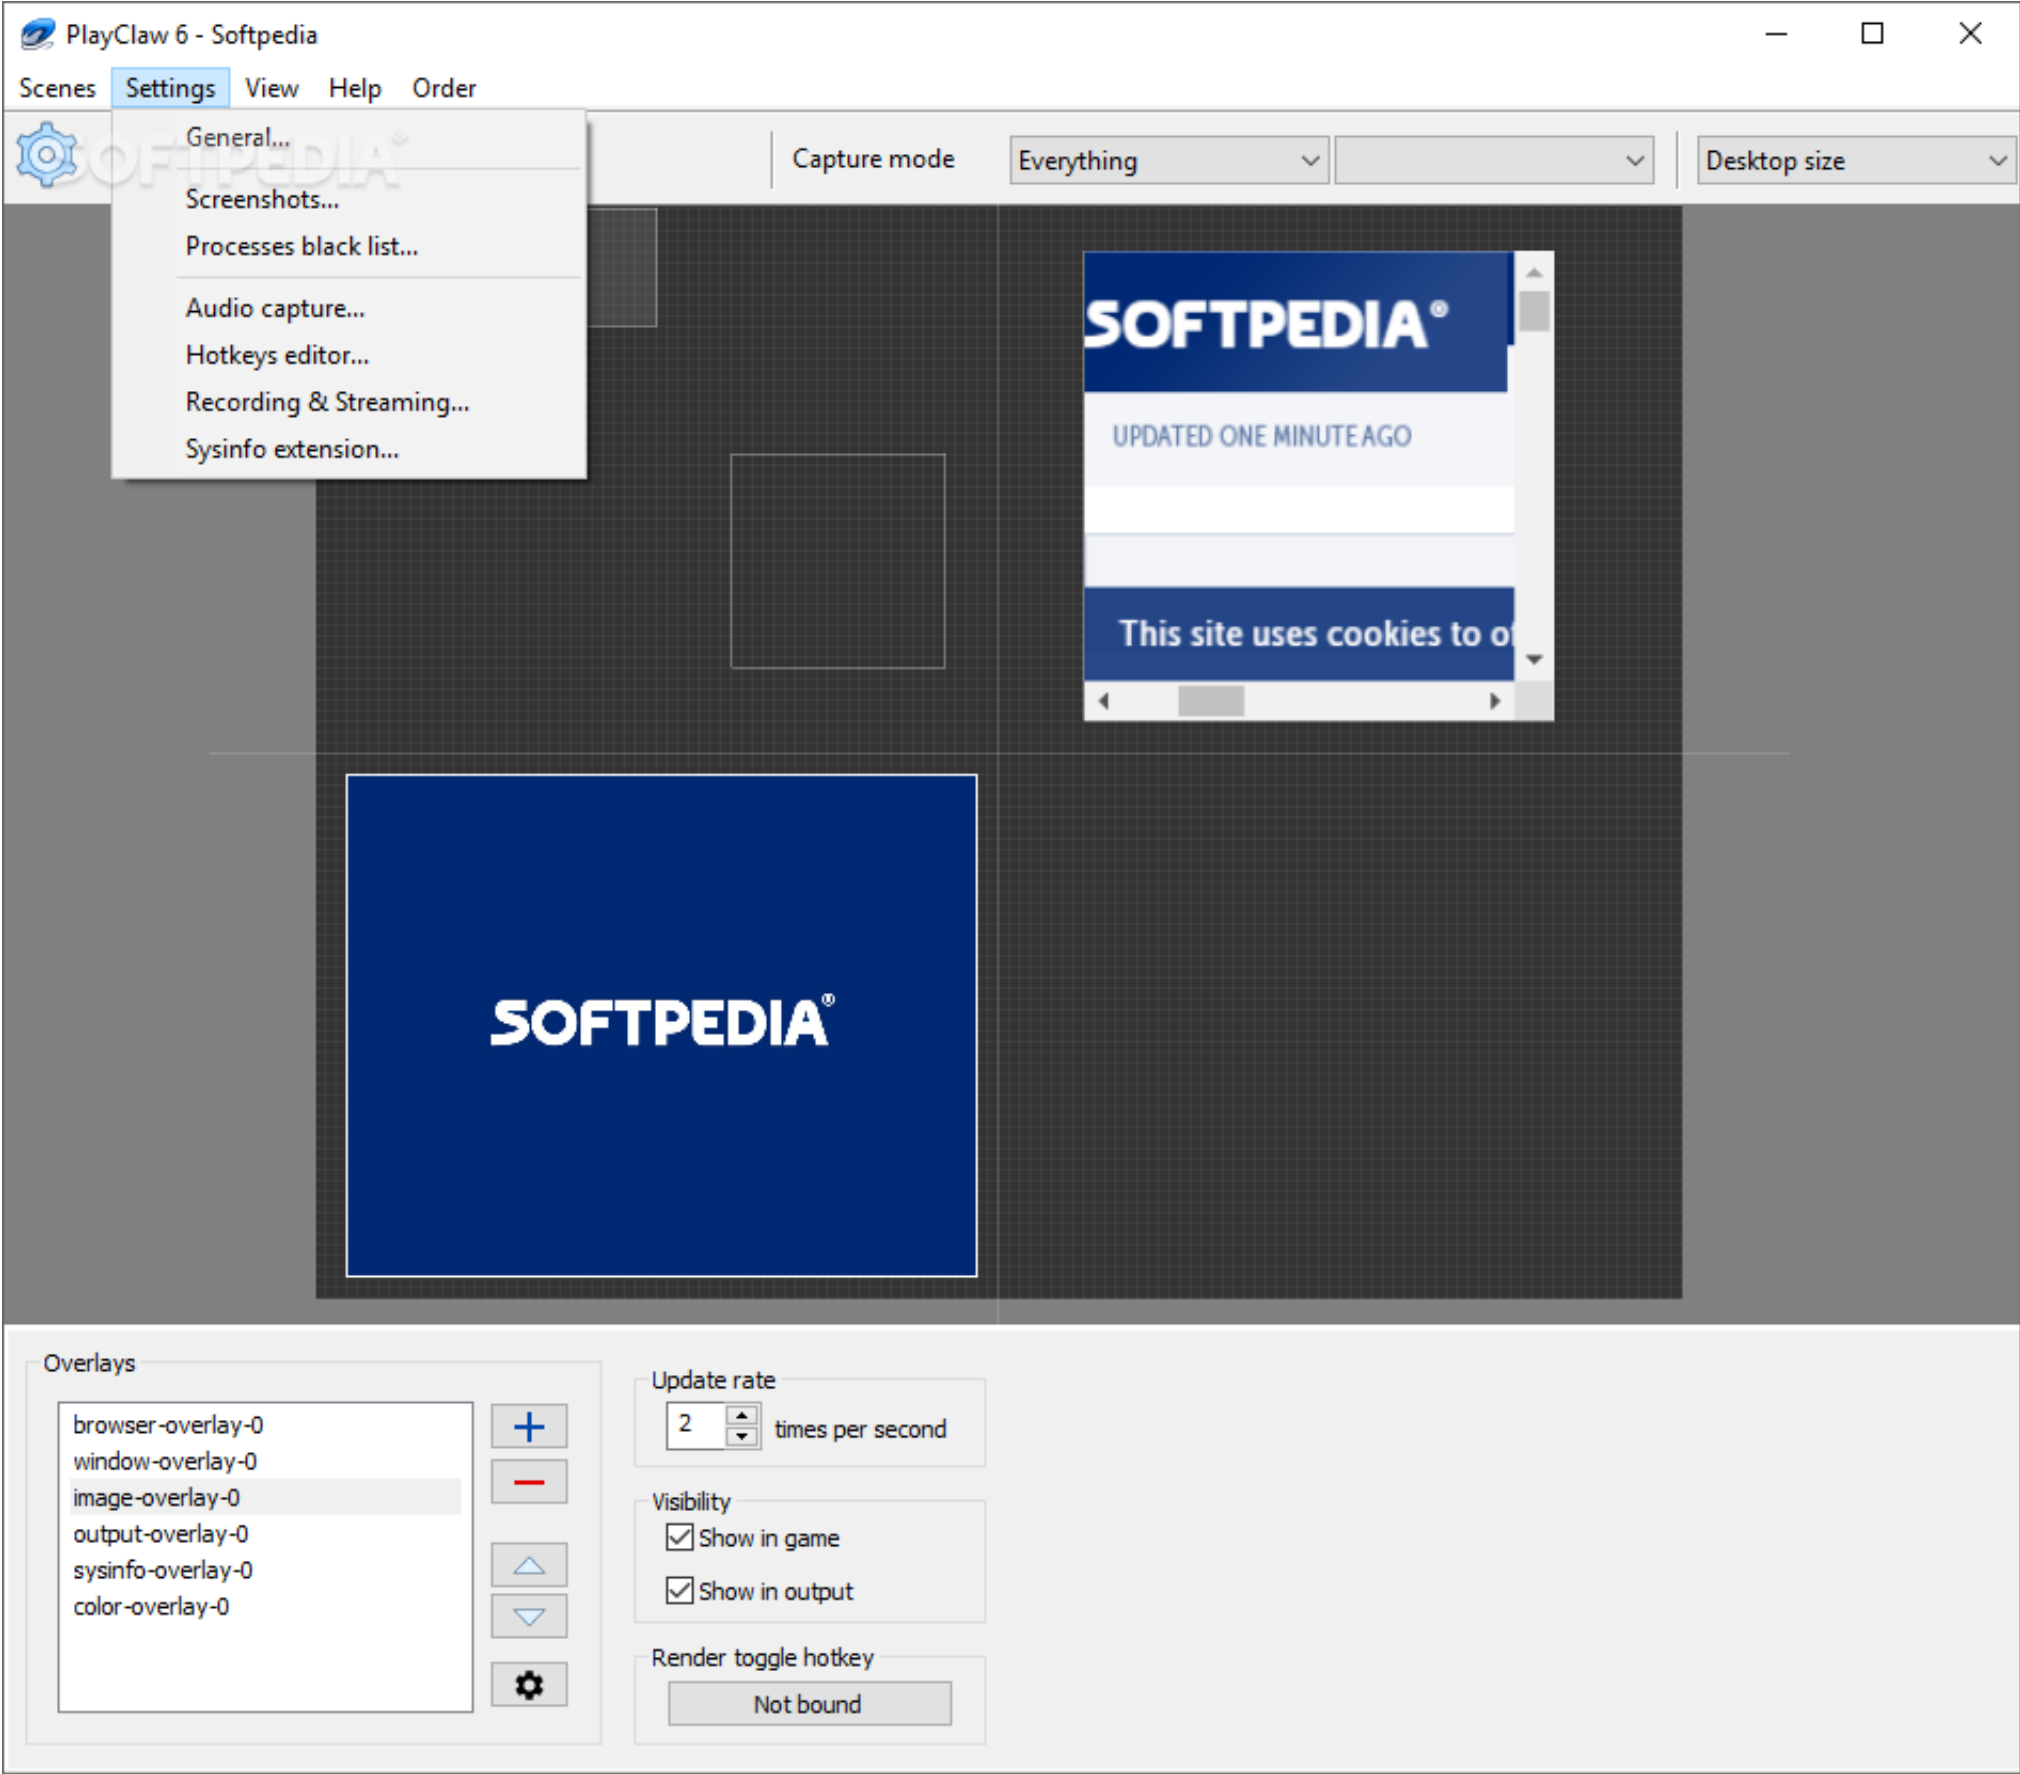 PlayClaw 6 - Softpedia
Scenes Settings View Help Order
General...
SOFTPEDIA®
Capture mode Everything Desktop size
Screenshots...
Processes black list...
Audio capture...
Hotkeys editor...
Recording & Streaming...
Sysinfo extension...
SOFTPEDIA®
UPDATED ONE MINUTE AGO
This site uses cookies to
SOFTPEDIA®
Overlays
browser-overlay-0
window-overlay-0
image-overlay-0
output-overlay-0
sysinfo-overlay-0
color-overlay-0
Update rate
2 times per second
Visibility
Show in game
Show in output
Render toggle hotkey
Not bound